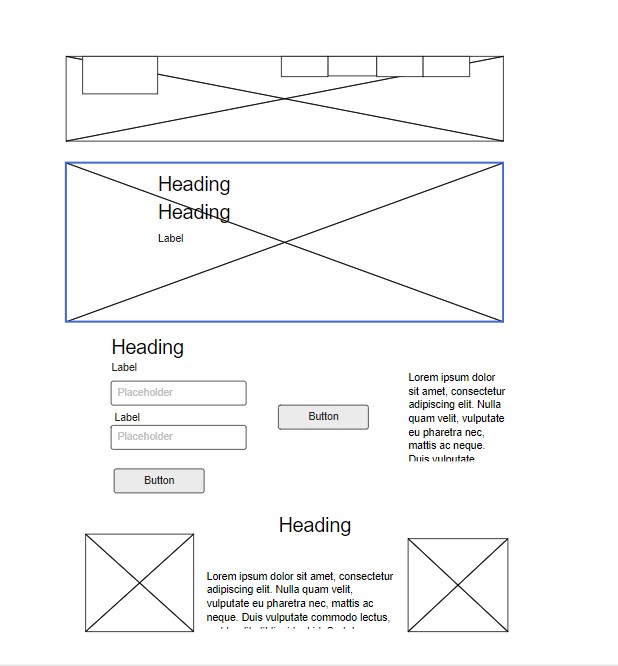 Heading
Heading
Label
Heading
Label
Placeholder
Label
Placeholder
Button
Button
Lorem ipsum dolor
sit amet, consectetur
adipiscing elit. Nulla
quam velit, vulputate
eu pharetra nec,
mattis ac neque.
Duis vulputate
Heading
Lorem ipsum dolor sit amet, consectetur
adipiscing elit. Nulla quam velit,
vulputate eu pharetra nec, mattis ac
neque. Duis vulputate commodo lectus,